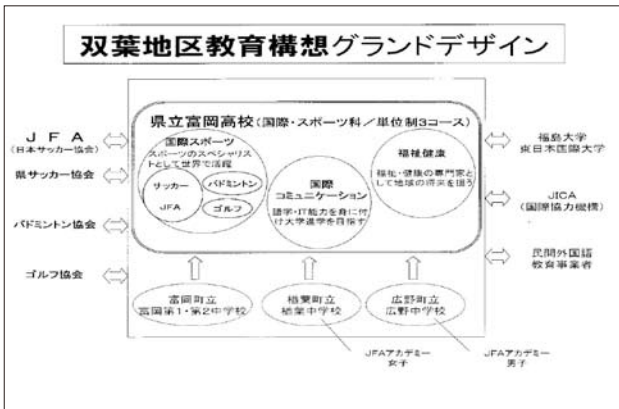 双葉地区教育構想グランドデザイン
県立富岡高校(国際・スポーツ科/単位制3コース)
国際スポーツ
スポーツのスペシャリス
トとして世界で活躍
サッカー
JFA
バドミントン
ゴルフ
国際
コミュニケーション
語学・IT能力を身に付
け大学進学を目指す
福祉健康
福祉・健康の専門家と
して地域の将来を担う
JFA
(日本サッカー協会)
県サッカー協会
バドミントン協会
ゴルフ協会
福島大学
東日本国際大学
JICA
(国際協力機構)
民間外国語
教育事業者
富岡町立
富岡第1・第2中学校
楢葉町立
楢葉中学校
広野町立
広野中学校
JFAアカデミー
女子
JFAアカデミー
男子